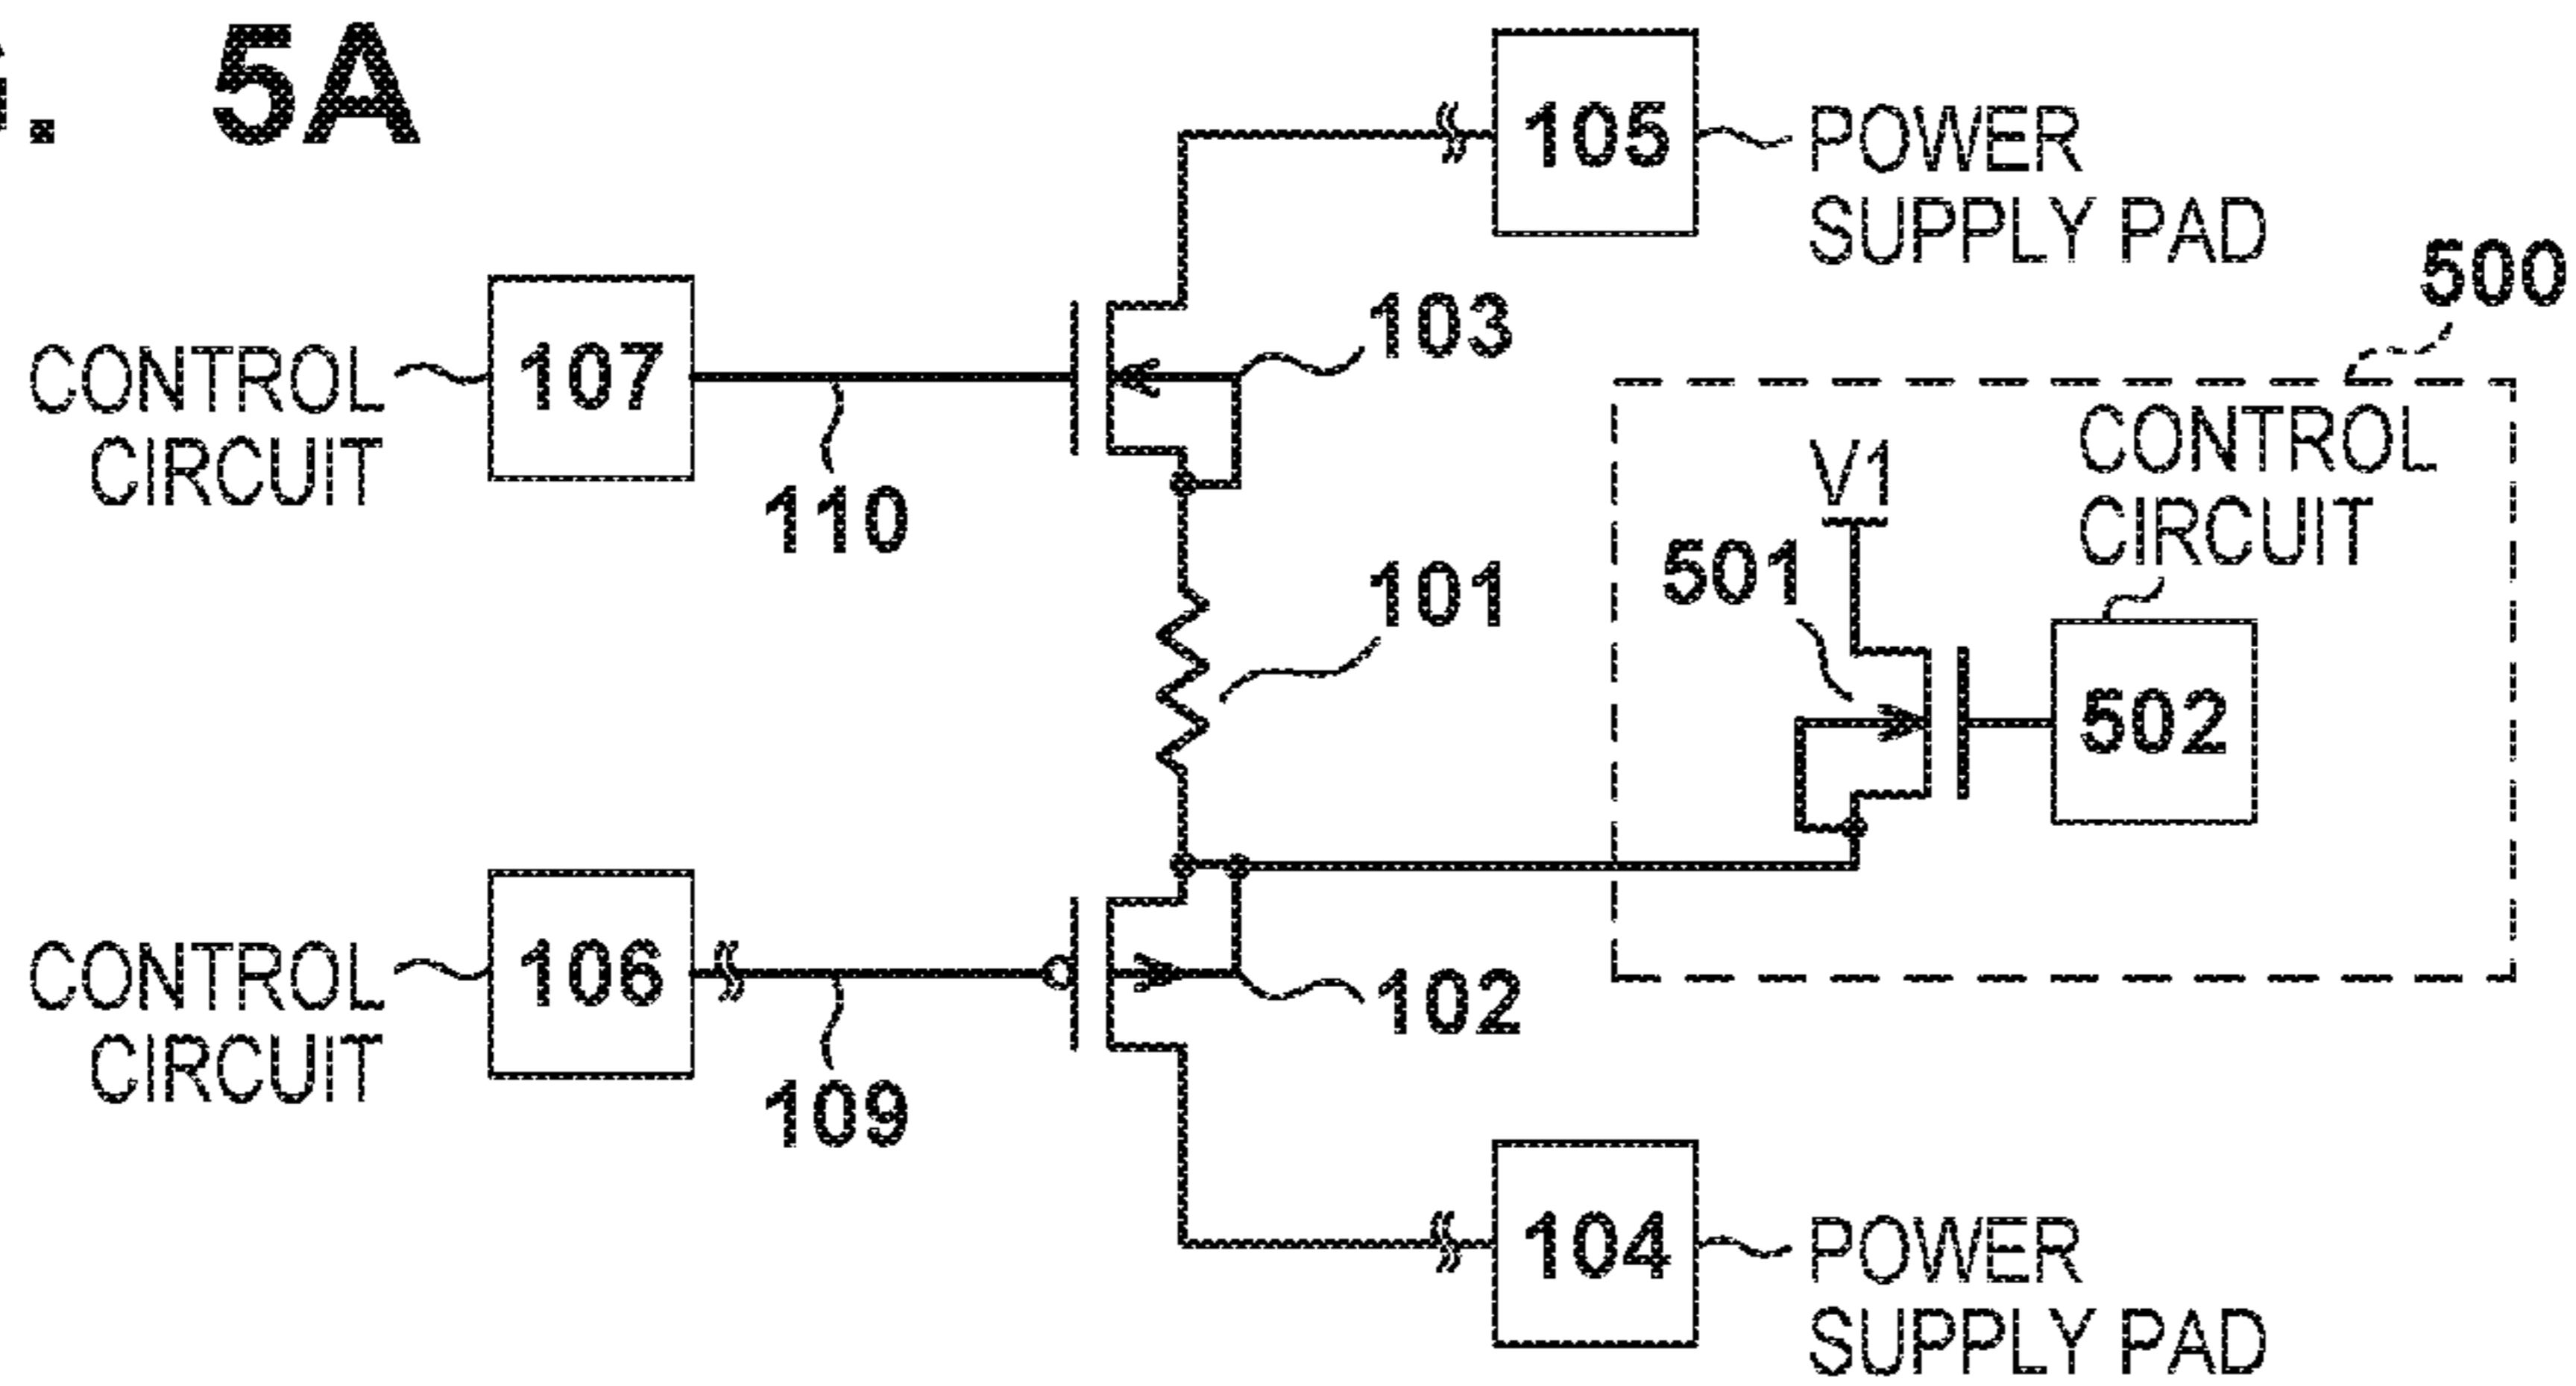 . 5A
105
POWER
SUPPLY PAD
500
CONTROL
CIRCUIT
107
103
110
V1
CONTROL
CIRCUIT
501
101
502
CONTROL
CIRCUIT
106
102
109
104
POWER
SUPPLY PAD